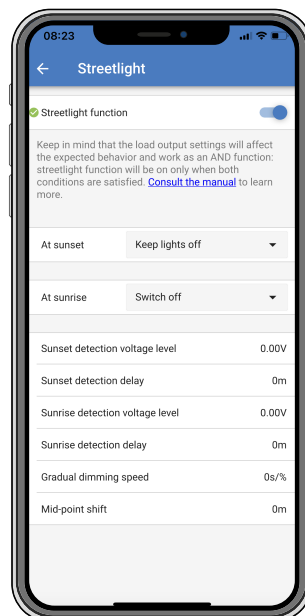 08:23
Streetlight
Streetlight function
Keep in mind that the load output settings will affect
the expected behavior and work as an AND function:
streetlight function will be on only when both
conditions are satisfied. Consult the manual to learn
more.
At sunset Keep lights off
At sunrise Switch off
Sunset detection voltage level 0.00V
Sunset detection delay 0m
Sunrise detection voltage level 0.00V
Sunrise detection delay 0m
Gradual dimming speed 0s/%
Mid-point shift 0m